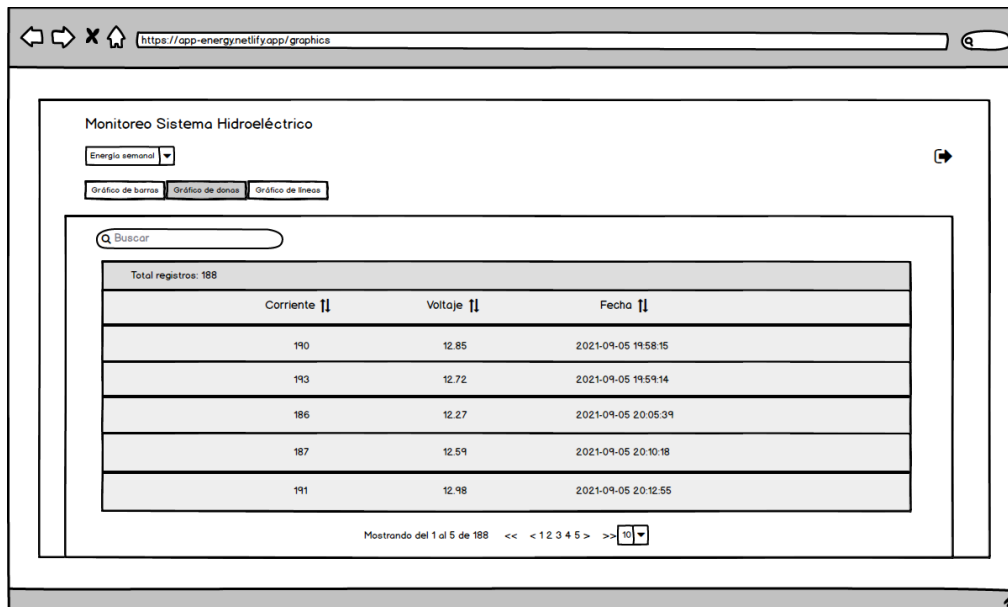 https://app-energy.netlify.app/graphics
Monitoreo Sistema Hidroeléctrico
Energía semanal
Gráfico de barras Gráfico de donas Gráfico de líneas
Buscar
Total registros: 188
Corriente Voltaje Fecha
190 12.85 2021-09-05 19:58:15
193 12.72 2021-09-05 19:59:14
186 12.27 2021-09-05 20:05:39
187 12.59 2021-09-05 20:10:18
191 12.98 2021-09-05 20:12:55
Mostrando del 1 al 5 de 188 << < 1 2 3 4 5 > >> 10